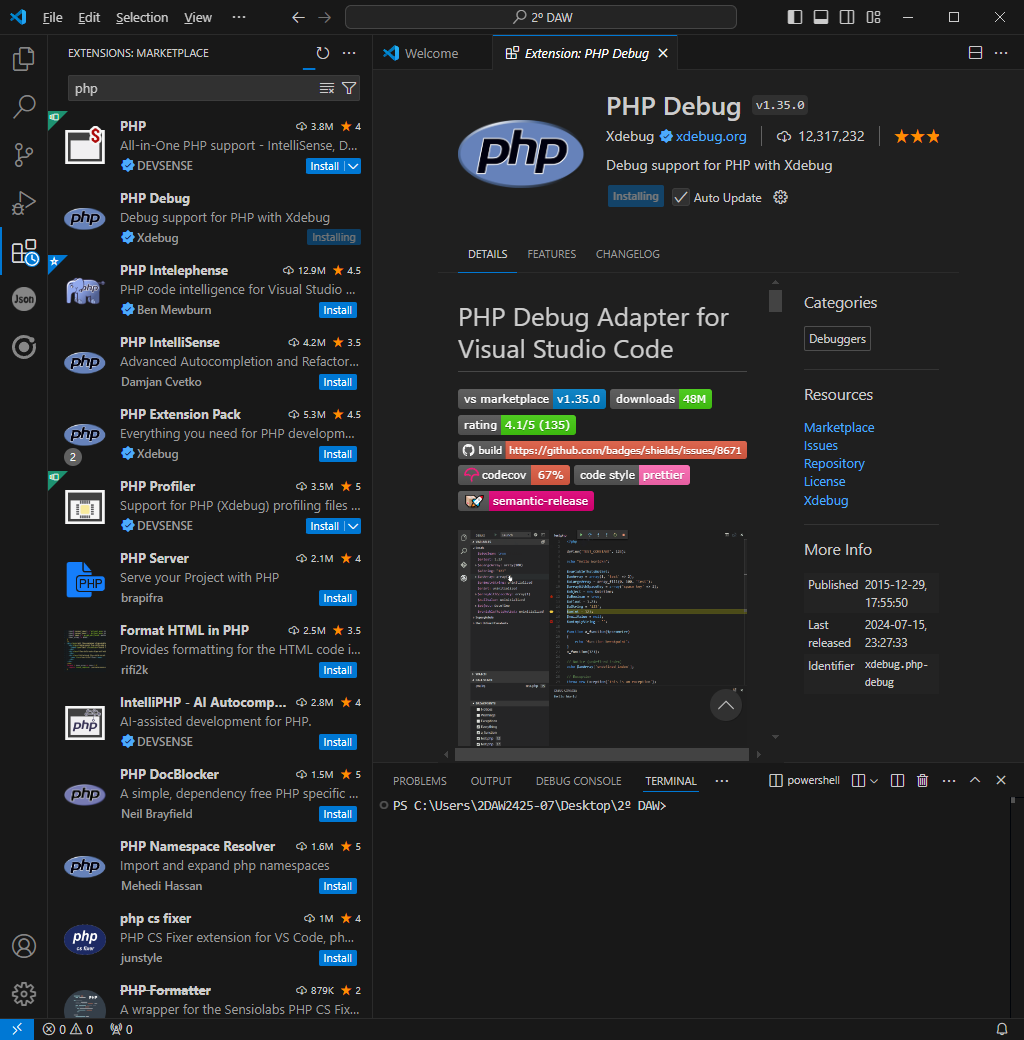 File Edit Selection View ··· 2º DAW
EXTENSIONS: MARKETPLACE
php
PHP 3.8M 4
All-in-One PHP support - IntelliSense, D...
DEVSENSE Install
PHP Debug
Debug support for PHP with Xdebug
Xdebug Installing
PHP Intelephense 12.9M 4.5
PHP code intelligence for Visual Studio ...
Ben Mewburn Install
PHP IntelliSense 4.2M 3.5
Advanced Autocompletion and Refactor...
Damjan Cvetko Install
PHP Extension Pack 5.3M 4.5
Everything you need for PHP developm...
2 Xdebug Install
PHP Profiler 3.5M 5
Support for PHP (Xdebug) profiling files ...
DEVSENSE Install
PHP Server 2.1M 4
Serve your Project with PHP
brapifra Install
Format HTML in PHP 2.5M 3.5
Provides formatting for the HTML code i...
rifi2k Install
IntelliPHP - AI Autocomp... 2.8M 4
AI-assisted development for PHP.
DEVSENSE Install
PHP DocBlocker 1.5M 5
A simple, dependency free PHP specific ...
Neil Brayfield Install
PHP Namespace Resolver 1.6M 5
Import and expand php namespaces
Mehedi Hassan Install
php cs fixer 1M 4
PHP CS Fixer extension for VS Code, ph...
junstyle Install
PHP Formatter 879K 2
A wrapper for the Sensiolabs PHP CS Fix...
Json
Welcome Extension: PHP Debug
php
PHP Debug v1.35.0
Xdebug xdebug.org 12,317,232
Debug support for PHP with Xdebug
Installing Auto Update
DETAILS FEATURES CHANGELOG
PHP Debug Adapter for
Visual Studio Code
vs marketplace v1.35.0 downloads 48M
rating 4.1/5 (135)
build https://github.com/badges/shields/issues/8671
codecov 67% code style prettier
semantic-release
Categories
Debuggers
Resources
Marketplace
Issues
Repository
License
Xdebug
More Info
Published 2015-12-29,
17:55:50
Last 2024-07-15,
released 23:27:33
Identifier xdebug.php-
debug
PROBLEMS OUTPUT DEBUG CONSOLE TERMINAL ··· powershell
PS C:\Users\2DAW2425-07\Desktop\2º DAW>
0 0 0